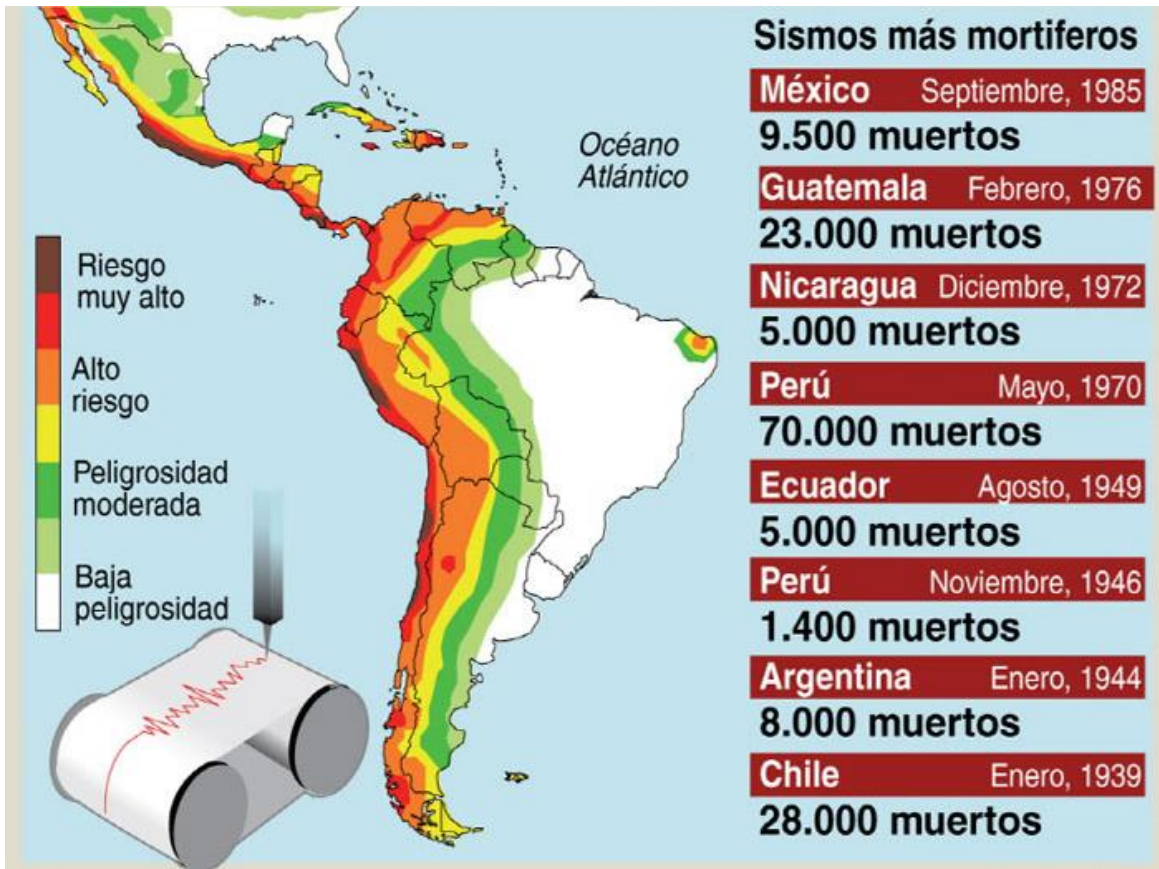 Sismos más mortiferos
México Septiembre, 1985
9.500 muertos
Guatemala Febrero, 1976
23.000 muertos
Nicaragua Diciembre, 1972
5.000 muertos
Perú Mayo, 1970
70.000 muertos
Ecuador Agosto, 1949
5.000 muertos
Perú Noviembre, 1946
1.400 muertos
Argentina Enero, 1944
8.000 muertos
Chile Enero, 1939
28.000 muertos
Océano
Atlántico
Riesgo
muy alto
Alto
riesgo
Peligrosidad
moderada
Baja
peligrosidad